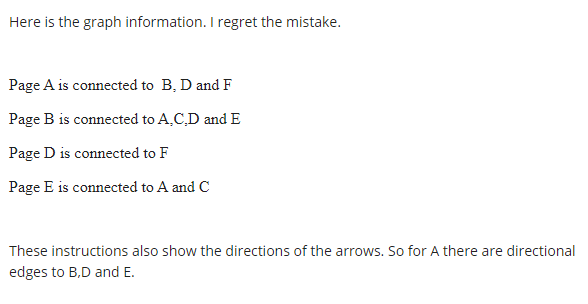 Here is the graph information. I regret the mistake.
Page A is connected to B, D and F
Page B is connected to A,C,D and E
Page D is connected to F
Page E is connected to A and C
These instructions also show the directions of the arrows. So for A there are directional
edges to B,D and E.